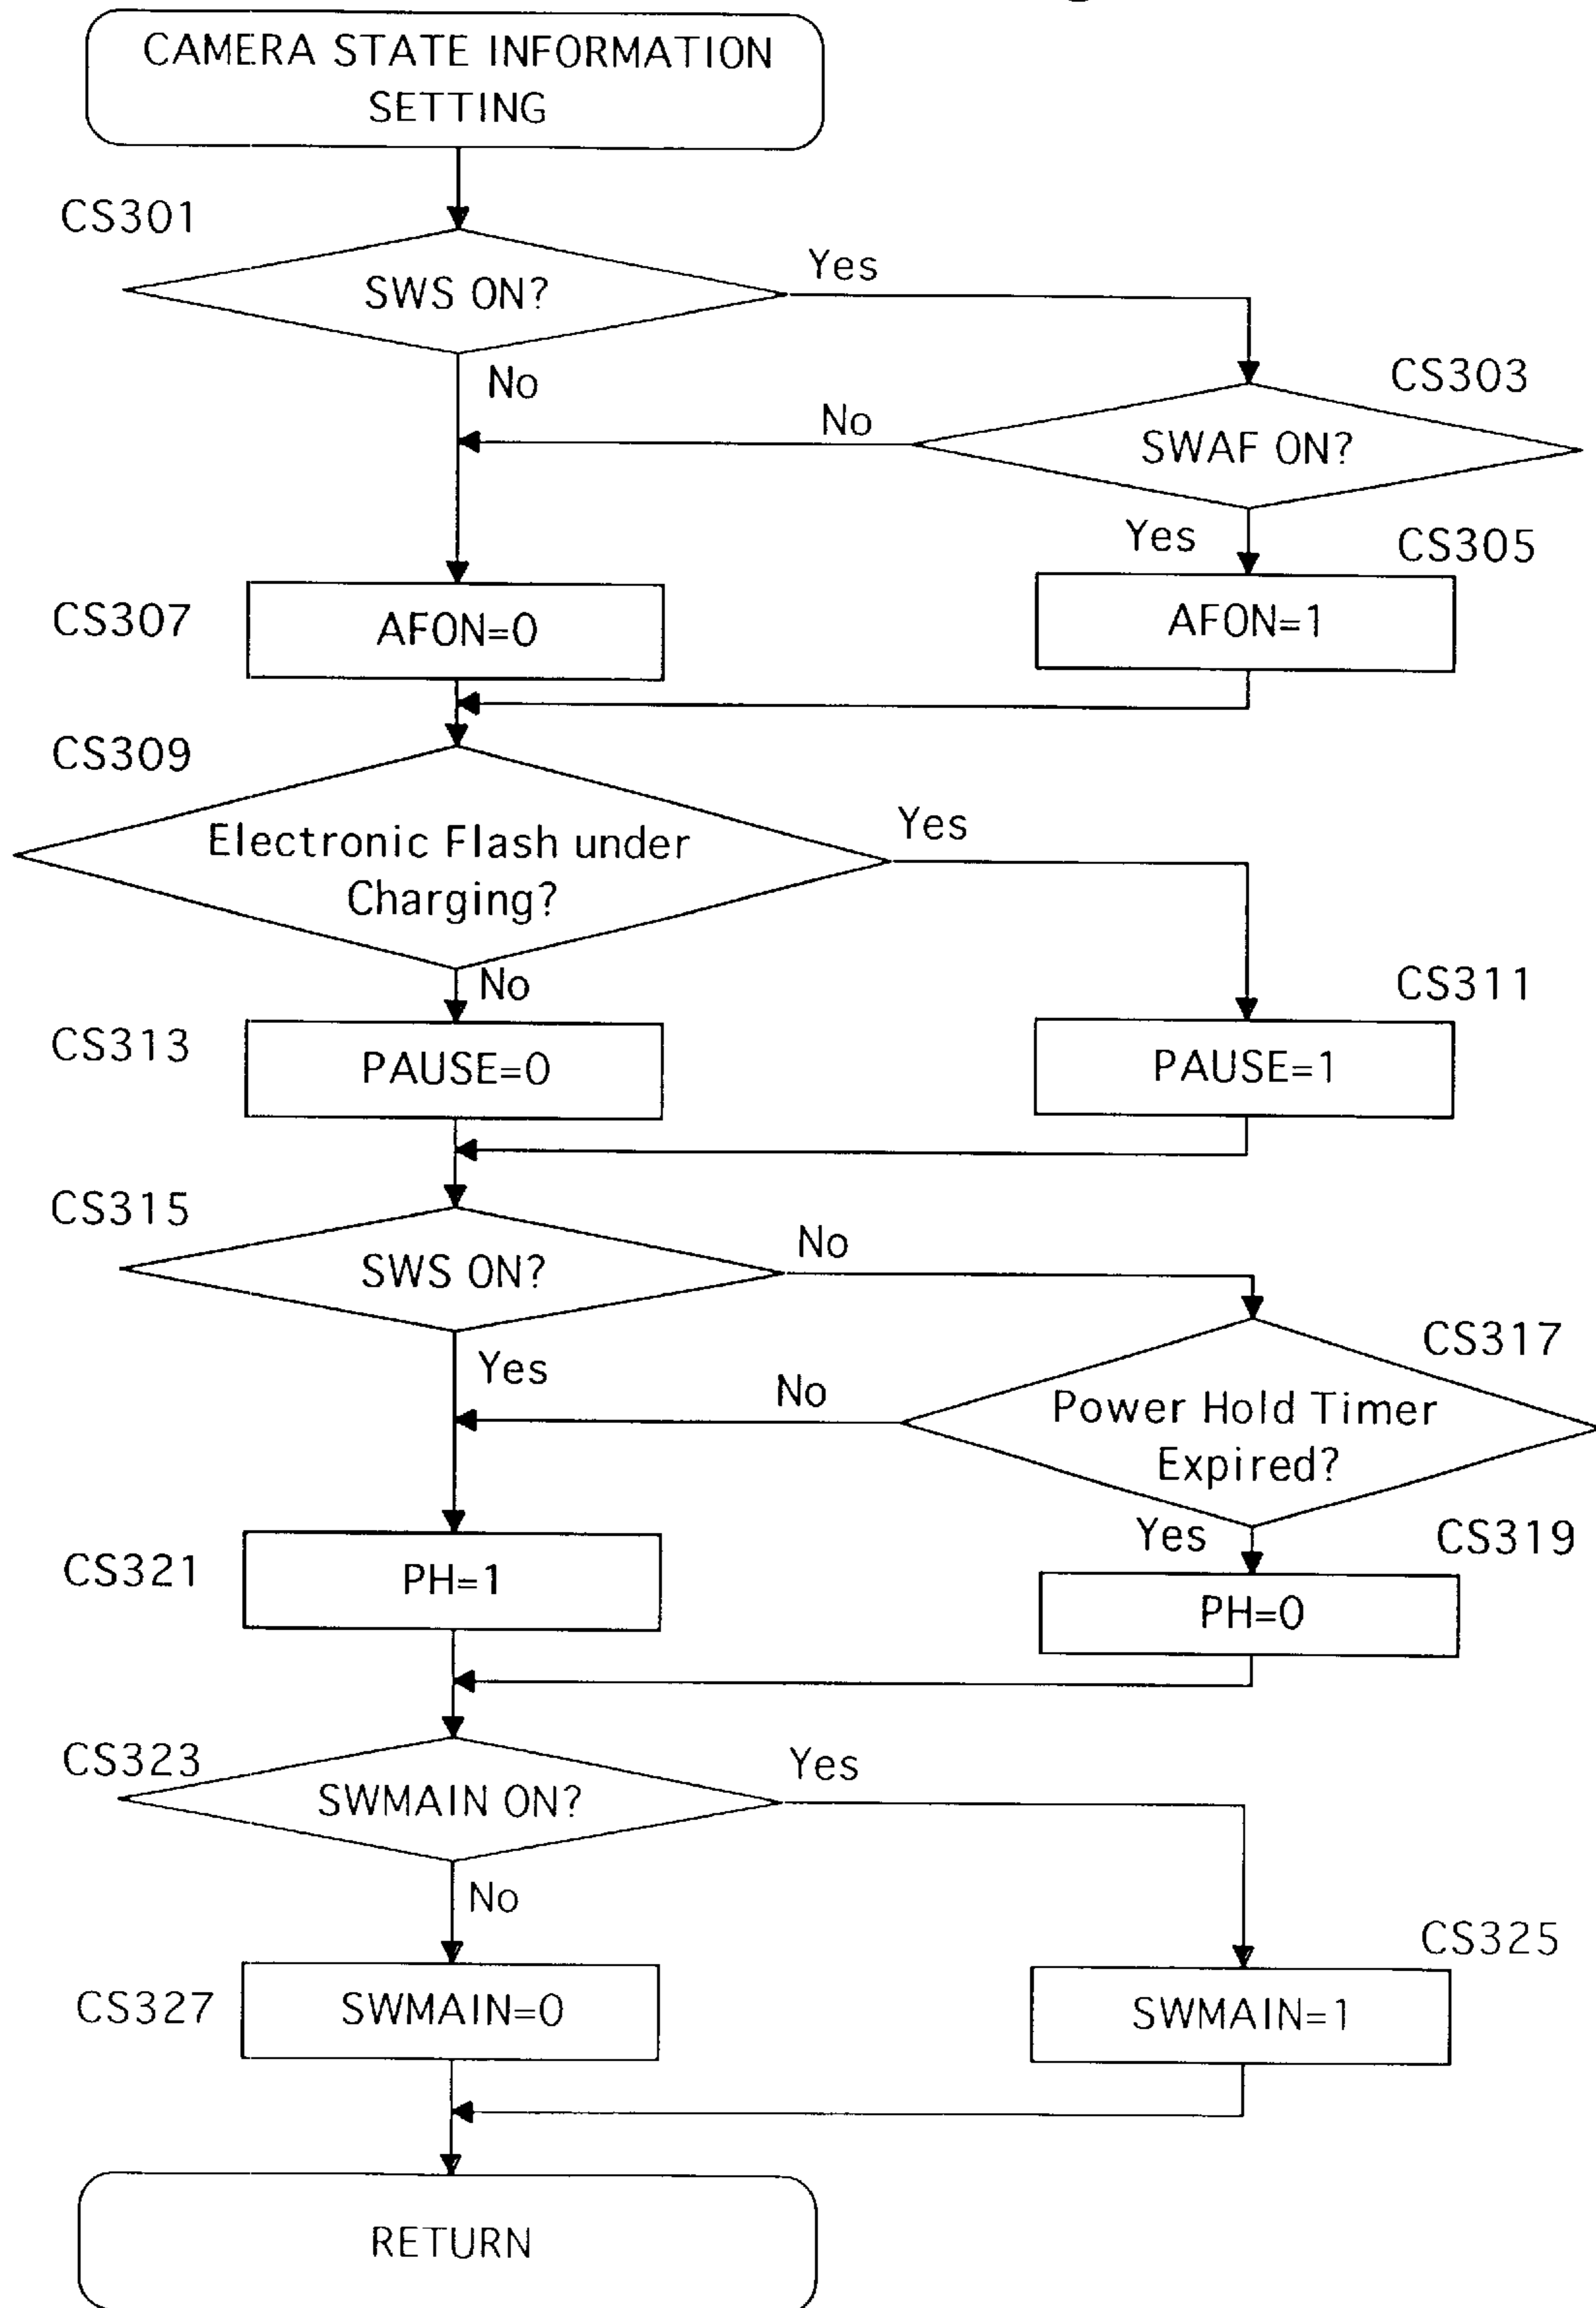 CAMERA STATE INFORMATION
SETTING
CS301
SWS ON?
Yes
No
CS303
SWAF ON?
No
Yes
CS305
AFON=1
CS307
AFON=0
CS309
Electronic Flash under
Charging?
Yes
No
CS311
PAUSE=1
CS313
PAUSE=0
CS315
SWS ON?
No
Yes
CS317
Power Hold Timer
Expired?
No
Yes
CS319
PH=0
CS321
PH=1
CS323
SWMAIN ON?
Yes
No
CS325
SWMAIN=1
CS327
SWMAIN=0
RETURN